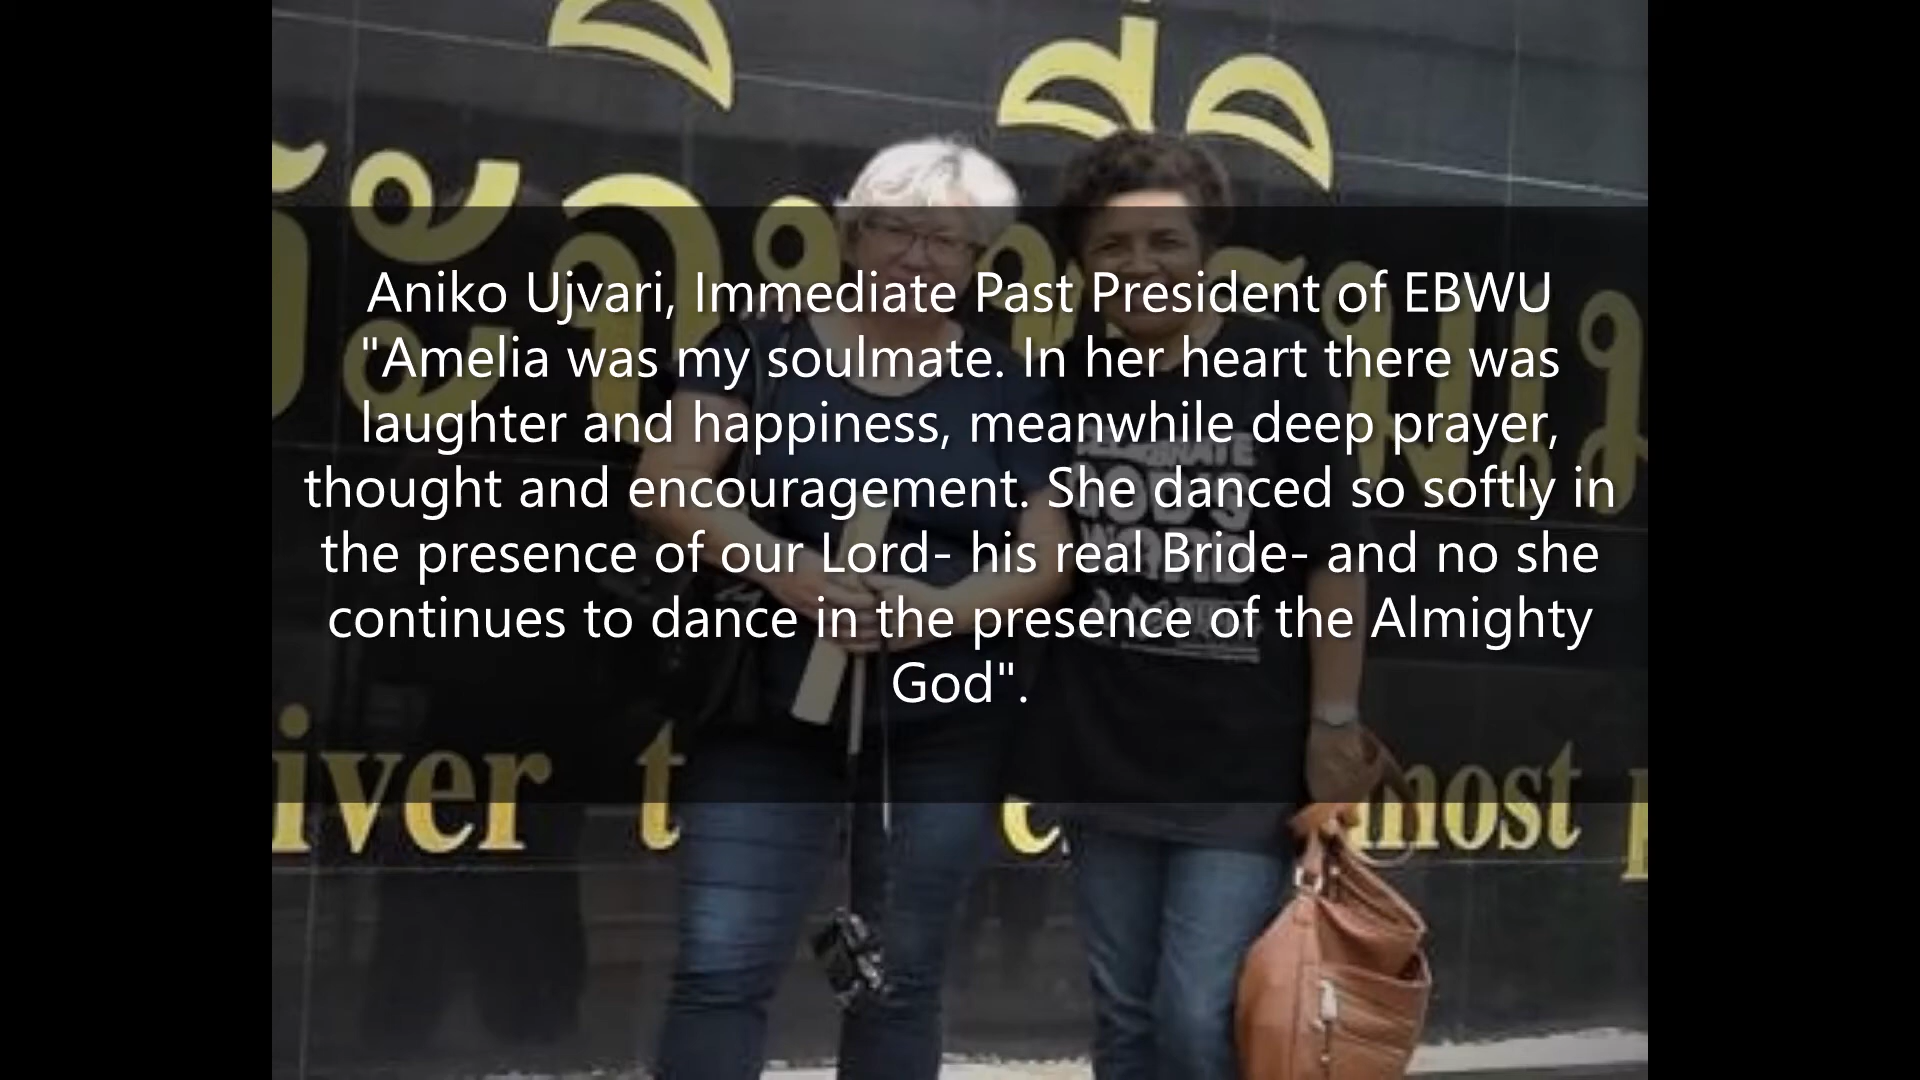 Aniko Ujvari, Immediate Past President of EBWU
"Amelia was my soulmate. In her heart there was
laughter and happiness, meanwhile deep prayer,
thought and encouragement. She danced so softly in
the presence of our Lord- his real Bride- and no she
continues to dance in the presence of the Almighty
God".
GOD'S
WORD
iver t
most p